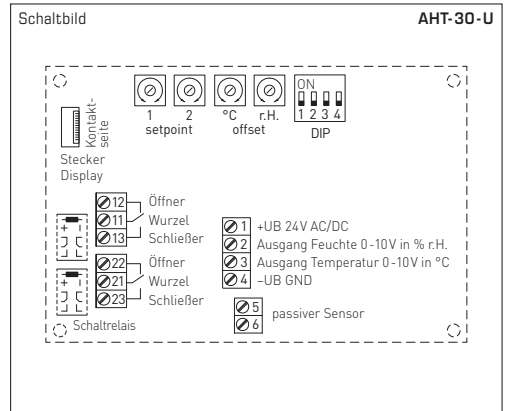 Schaltbild AHT-30-U
ON
1 2 °C r.H. 1 2 3 4
setpoint offset DIP
Kontakt-
seite
Stecker
Display
12 Öffner
11 Wurzel
13 Schließer
22 Öffner
21 Wurzel
23 Schließer
+ -
+ -
Schaltrelais
1 +UB 24V AC/DC
2 Ausgang Feuchte 0-10V in % r.H.
3 Ausgang Temperatur 0-10V in °C
4 –UB GND
5 passiver Sensor
6